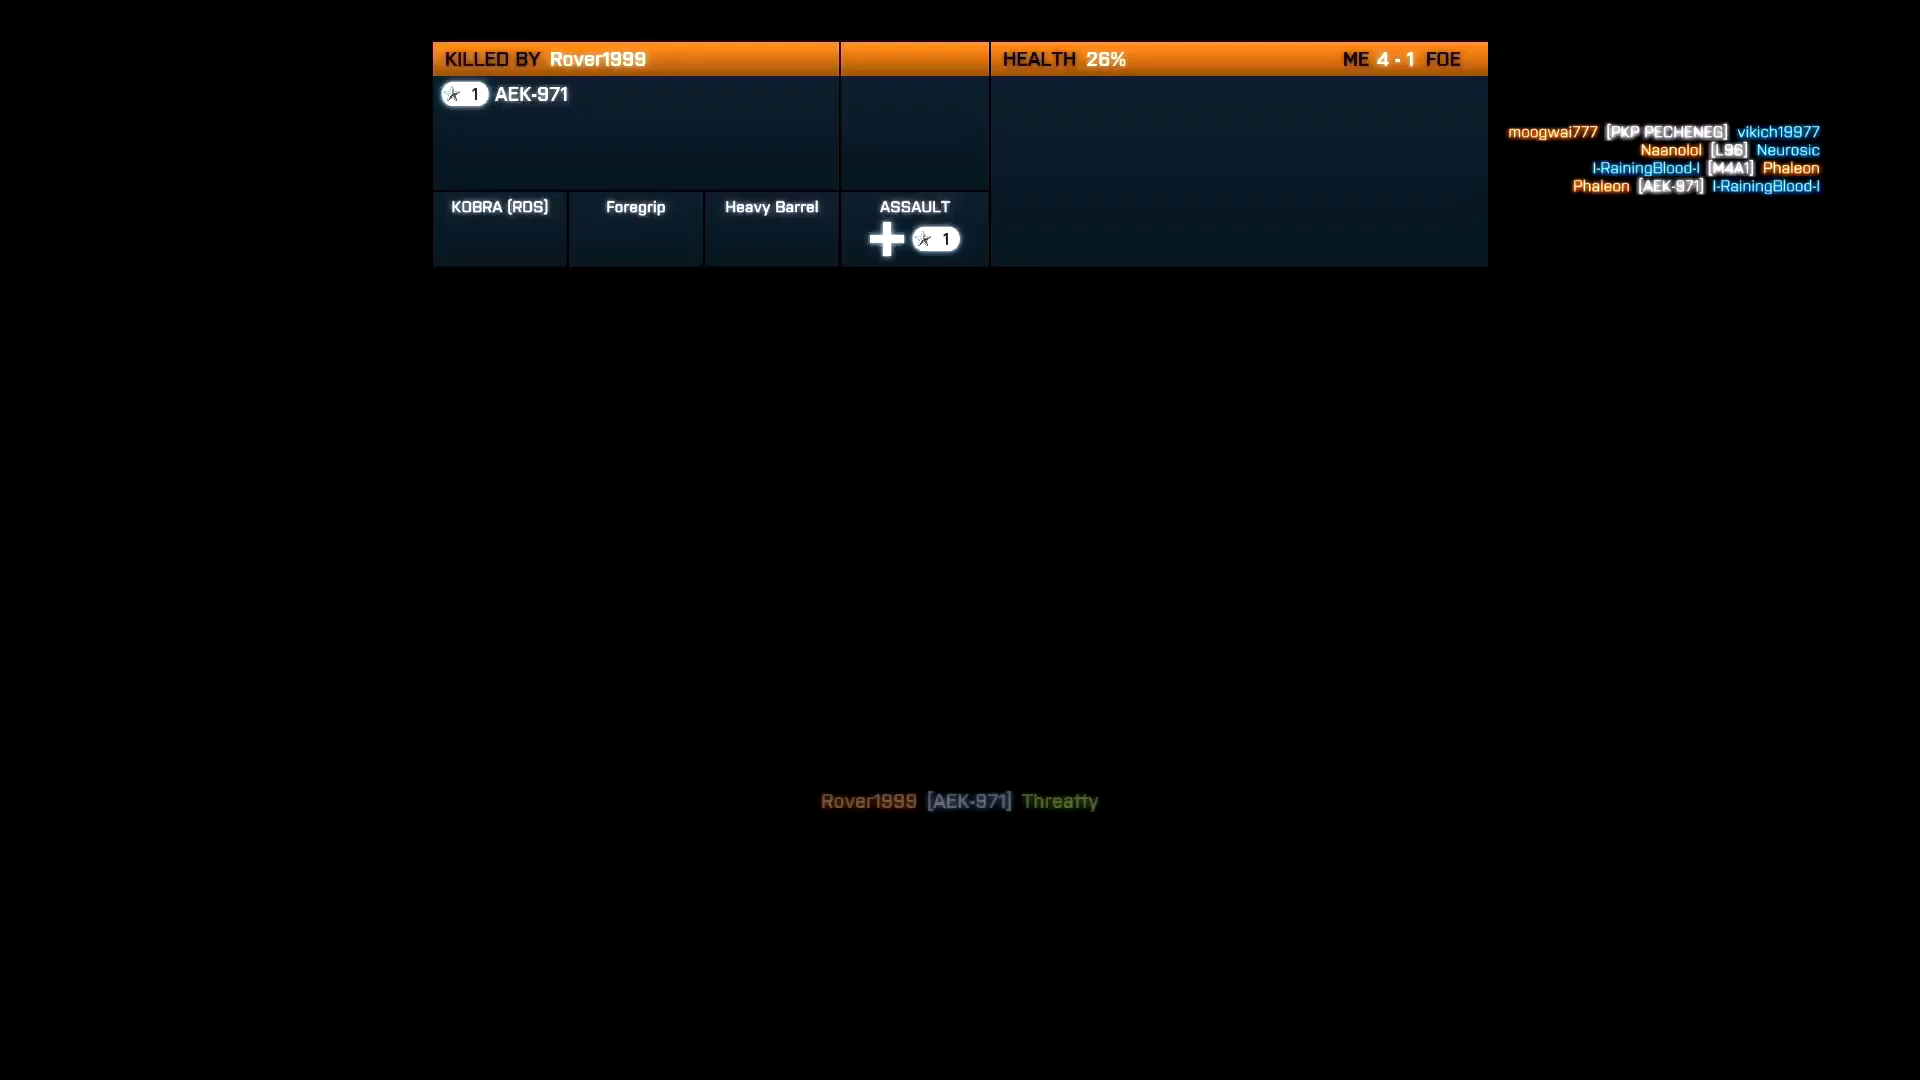 KILLED BY Rover1999 HEALTH 26% ME 4 - 1 FOE
1 AEK-971
moogwai777 [PKP PECHENEG] vikich19977
Naanolol [L96] Neurosic
I-RainingBlood-I [M4A1] Phaleon
Phaleon [AEK-971] I-RainingBlood-I
KOBRA (RDS) Foregrip Heavy Barrel ASSAULT
1
Rover1999 [AEK-971] Threatty